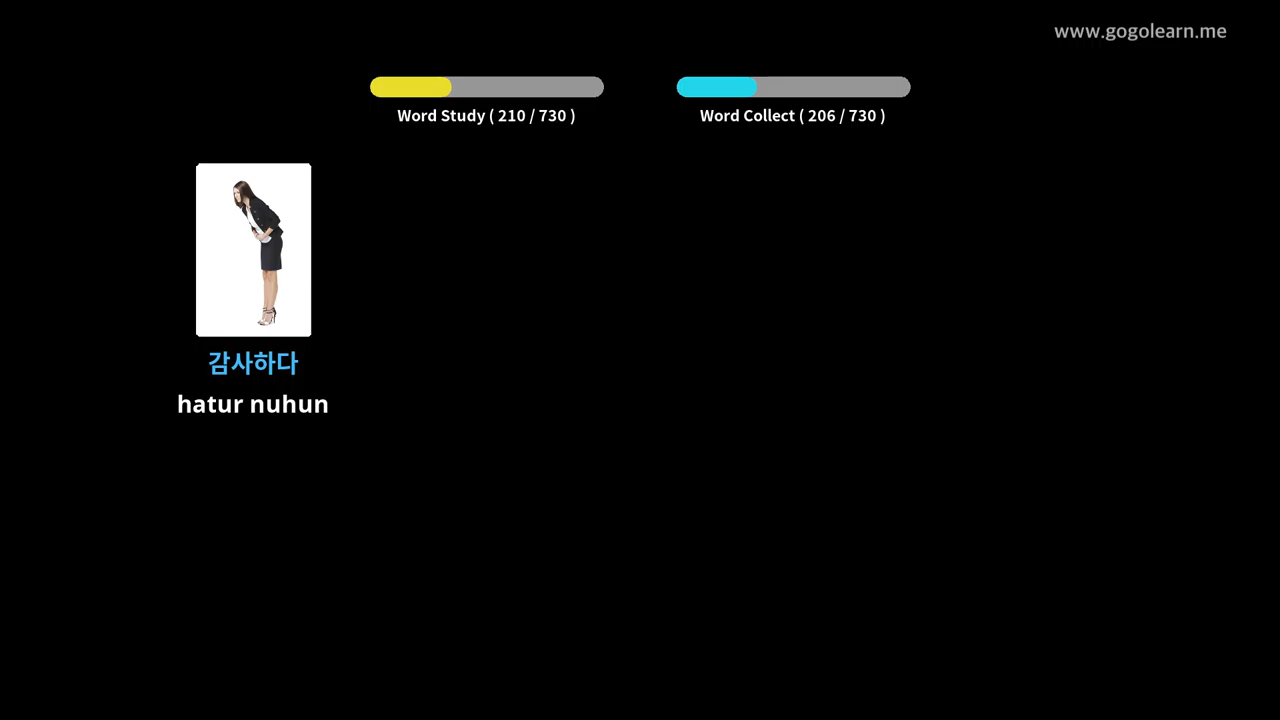 www.gogolearn.me
Word Study ( 210 / 730 )
Word Collect ( 206 / 730 )
감사하다
hatur nuhun